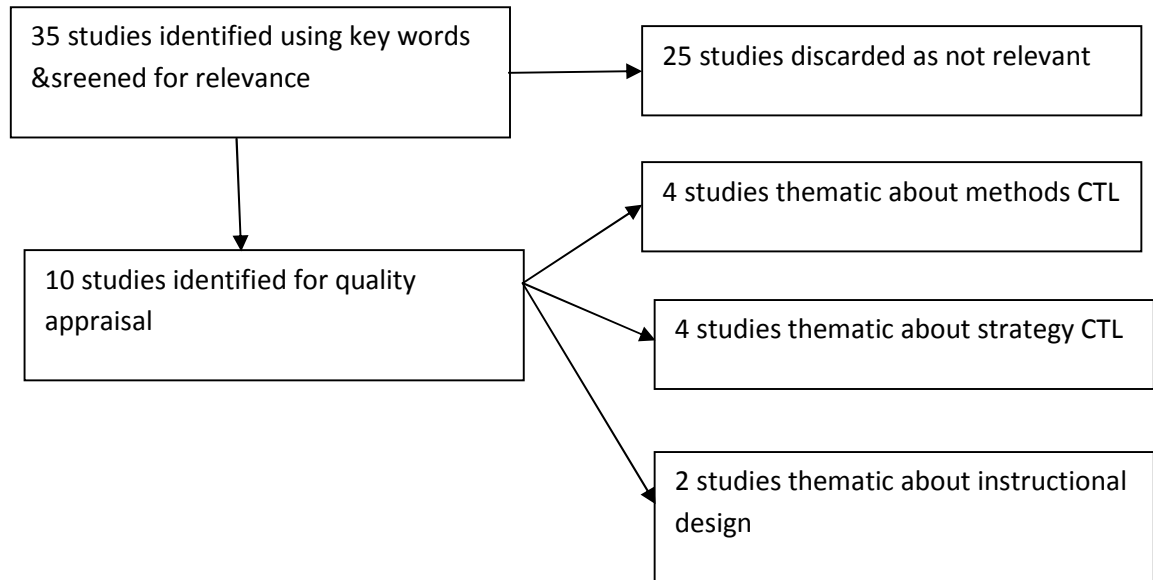 35 studies identified using key words
&sreened for relevance
25 studies discarded as not relevant
4 studies thematic about methods CTL
10 studies identified for quality
appraisal
4 studies thematic about strategy CTL
2 studies thematic about instructional
design